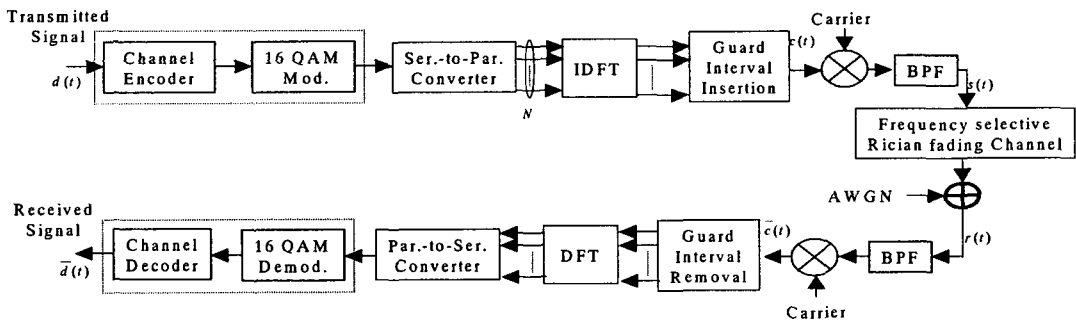 Transmitted
Signal
d(t)
Channel
Encoder
16 QAM
Mod.
Ser.-to-Par.
Converter
N
IDFT
Guard
Interval
Insertion
c(t)
Carrier
BPF
s(t)
Frequency selective
Rician fading Channel
AWGN
r(t)
BPF
Carrier
c̄(t)
Guard
Interval
Removal
DFT
Par.-to-Ser.
Converter
16 QAM
Demod.
Channel
Decoder
Received
Signal
d̄(t)